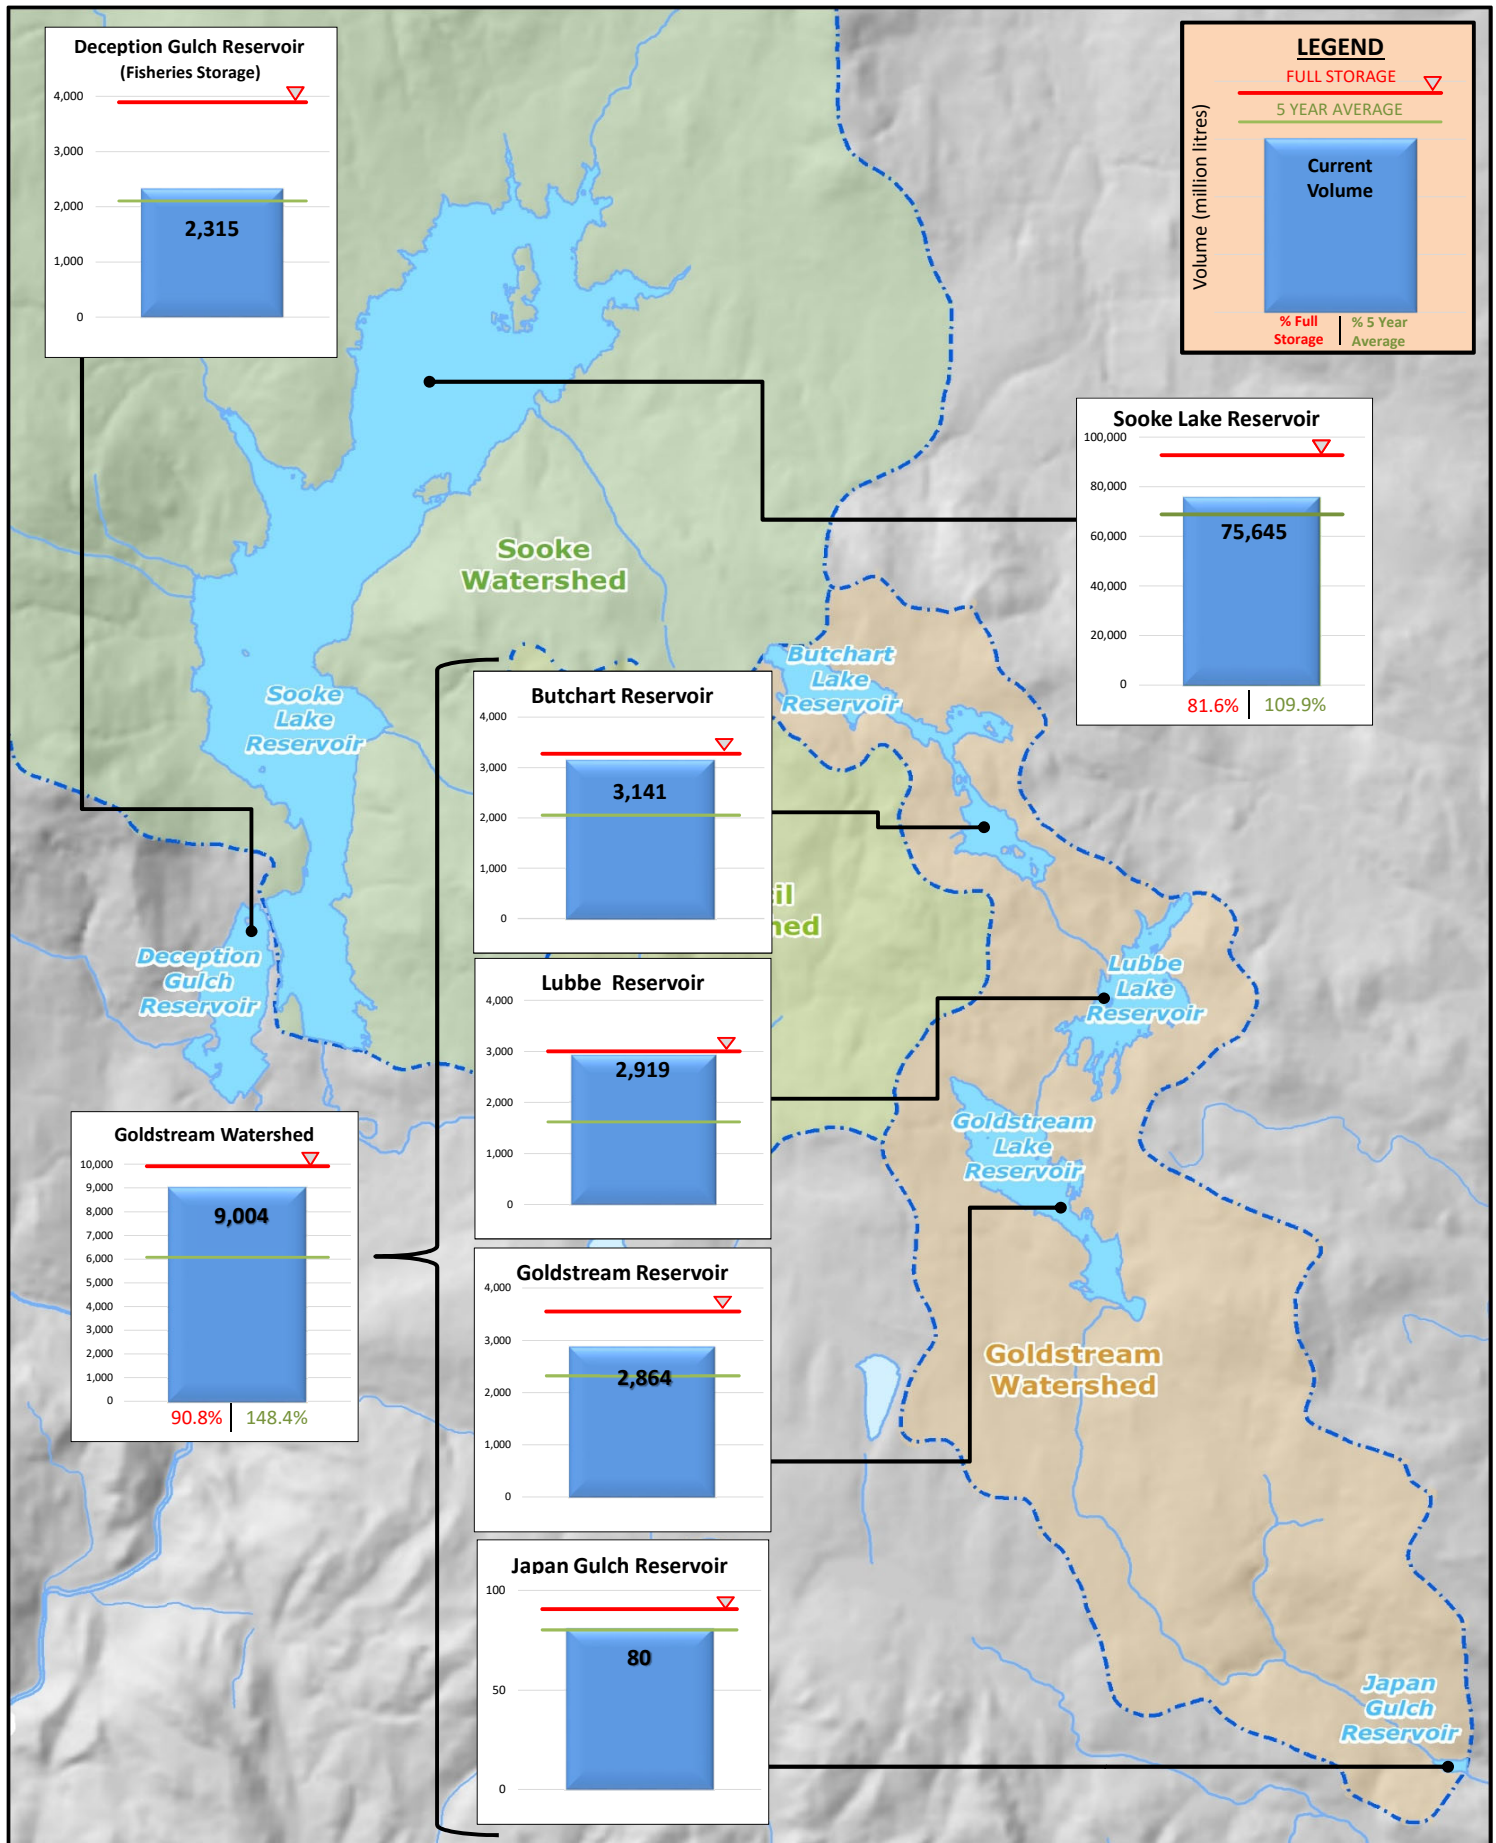 Deception Gulch Reservoir
(Fisheries Storage)
4,000
3,000
2,000
1,000
0
2,315
LEGEND
FULL STORAGE
5 YEAR AVERAGE
Current
Volume
Volume (million litres)
% Full
Storage
% 5 Year
Average
Sooke Lake Reservoir
100,000
80,000
60,000
40,000
20,000
0
75,645
81.6%
109.9%
Sooke
Watershed
Sooke
Lake
Reservoir
Butchart
Lake
Reservoir
Butchart Reservoir
4,000
3,000
2,000
1,000
0
3,141
il
hed
Deception
Gulch
Reservoir
Lubbe
Lake
Reservoir
Lubbe Reservoir
4,000
3,000
2,000
1,000
0
2,919
Goldstream
Lake
Reservoir
Goldstream Watershed
10,000
9,000
8,000
7,000
6,000
5,000
4,000
3,000
2,000
1,000
0
9,004
90.8%
148.4%
Goldstream Reservoir
4,000
3,000
2,000
1,000
0
2,864
Goldstream
Watershed
Japan Gulch Reservoir
100
50
0
80
Japan
Gulch
Reservoir